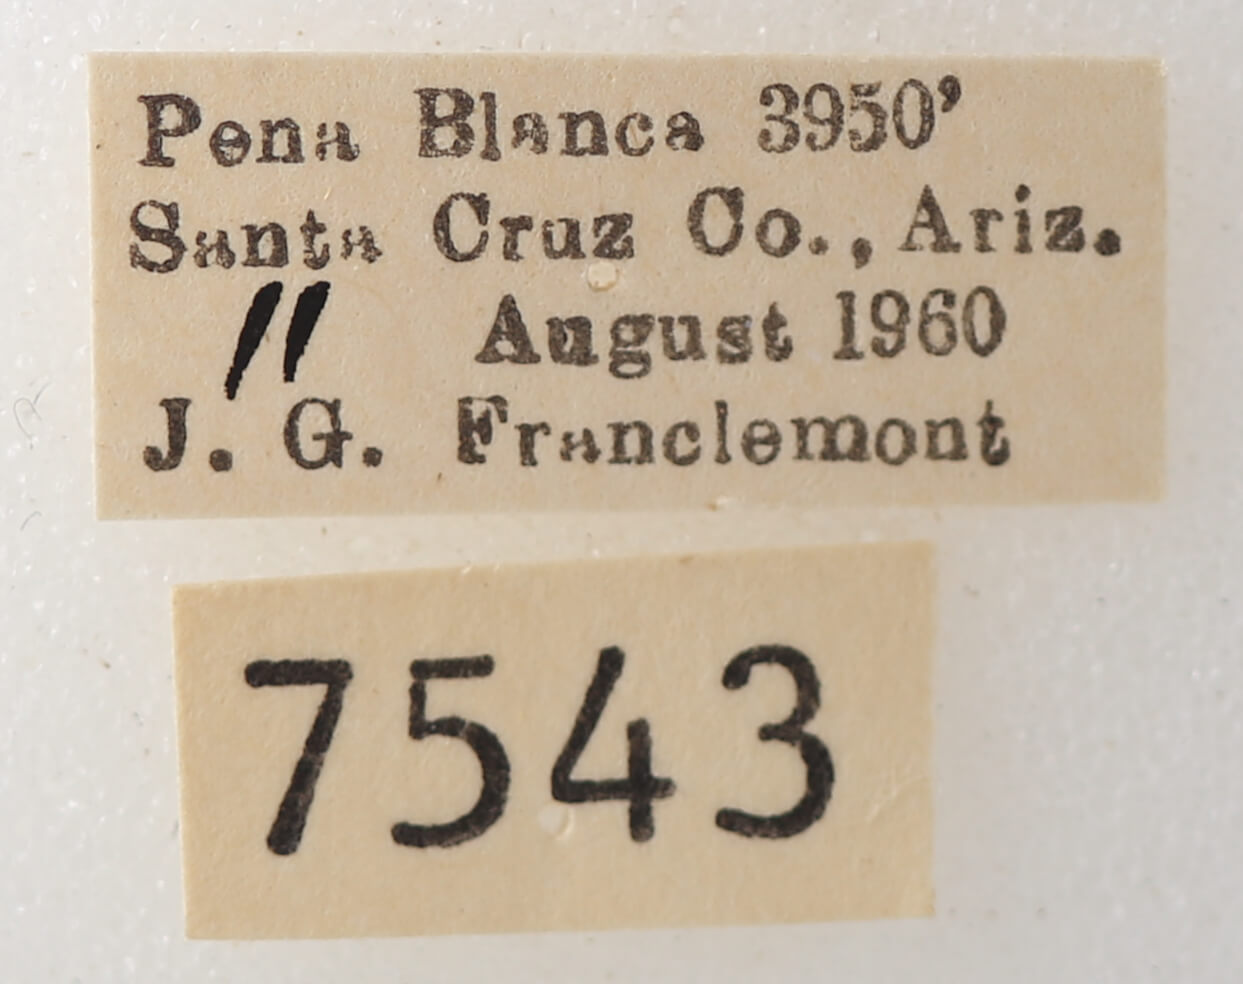 Pena Blanca 3950'
Santa Cruz Co., Ariz.
11 August 1960
J. G. Franclemont
7543